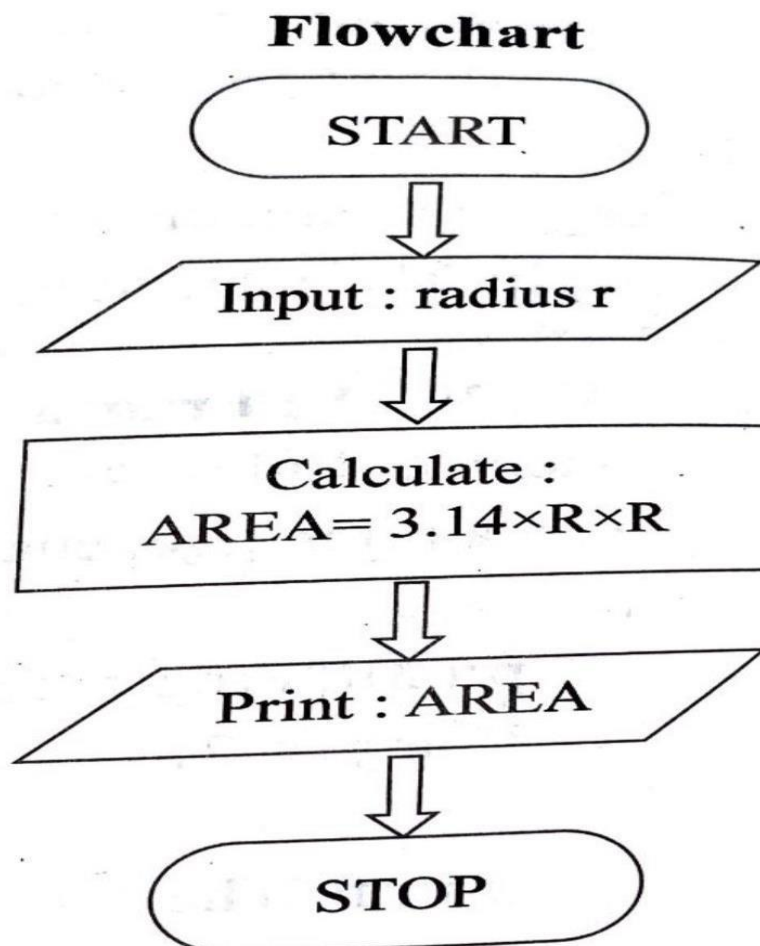 Flowchart
START
Input : radius r
Calculate :
AREA= 3.14×R×R
Print : AREA
STOP